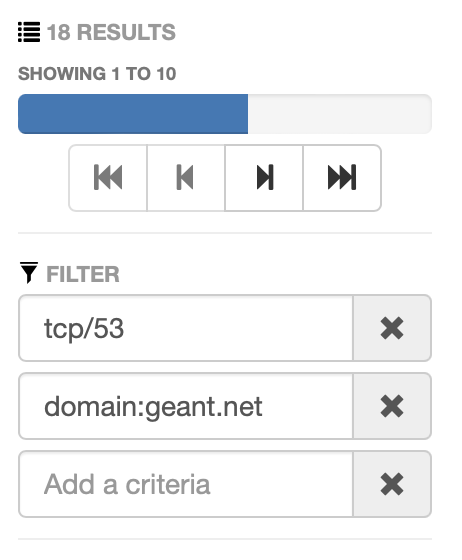 18 RESULTS
SHOWING 1 TO 10
FILTER
tcp/53
domain:geant.net
Add a criteria